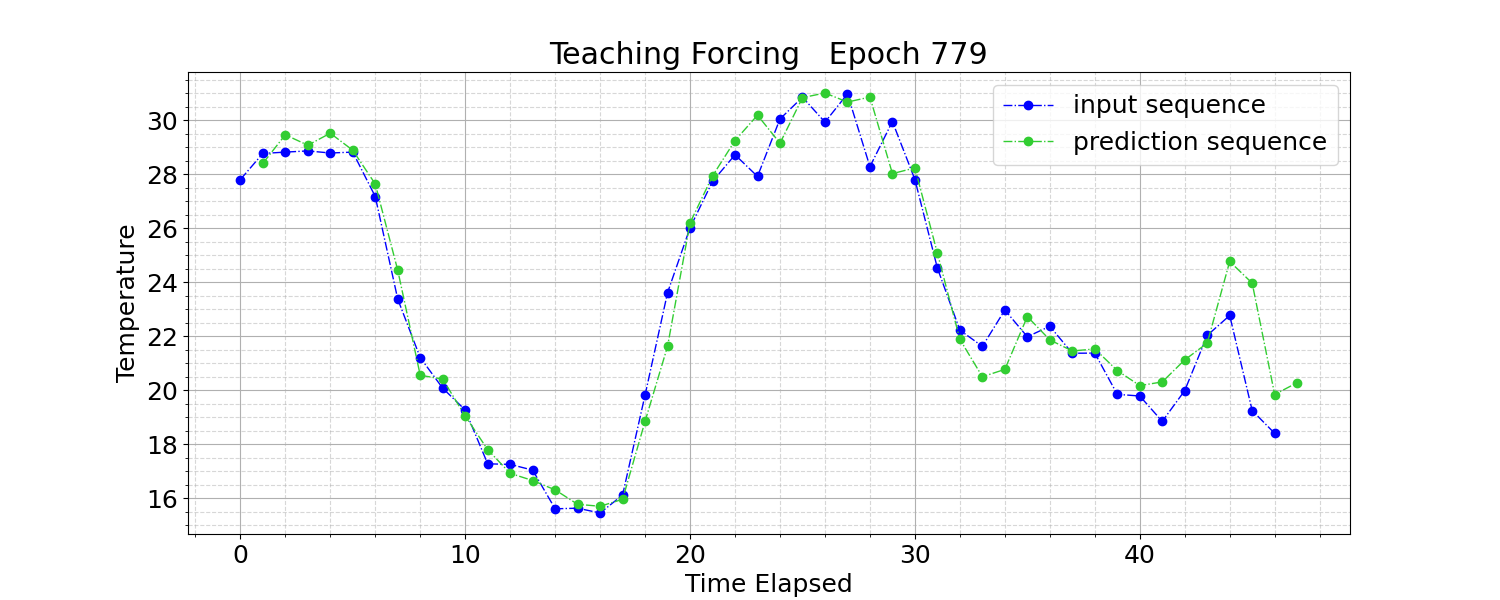 Teaching Forcing   Epoch 779
input sequence
prediction sequence
Temperature
30
28
26
24
22
20
18
16
0 10 20 30 40
Time Elapsed